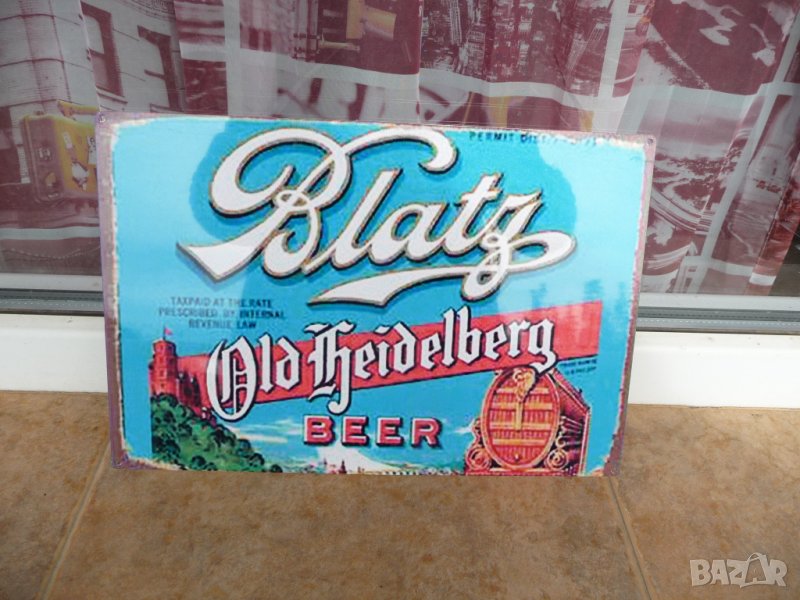 PERMIT
Blatz
TAXPAID AT THE RATE
PRESCRIBED BY INTERNAL
REVENUE LAW
Old Heidelberg
BEER
BAZAR